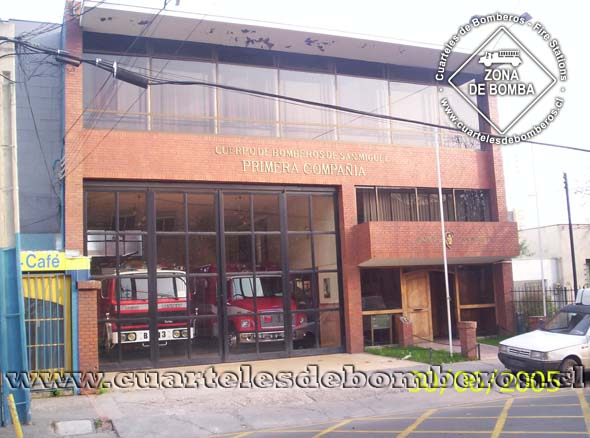 Cuarteles de Bomberos - Fire Stations
ZONA
DE BOMBA
www.cuartelesdebomberos.cl
CUERPO DE BOMBEROS DE SAN MIGUEL
PRIMERA COMPAÑIA
Café
www.cuartelesdebomberos.cl
30/08/2005